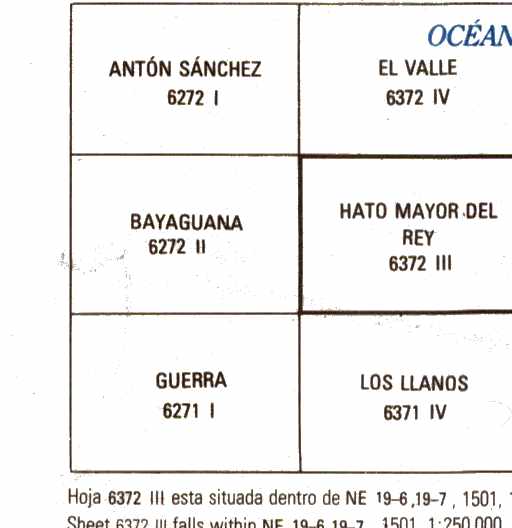 OCÉAN
ANTÓN SÁNCHEZ
6272 I
EL VALLE
6372 IV
BAYAGUANA
6272 II
HATO MAYOR DEL
REY
6372 III
GUERRA
6271 I
LOS LLANOS
6371 IV
Hoja 6372 III esta situada dentro de NE 19-6,19-7, 1501, 1
Sheet 6372 III falls within NE 19-6,19-7, 1501, 1:250,000